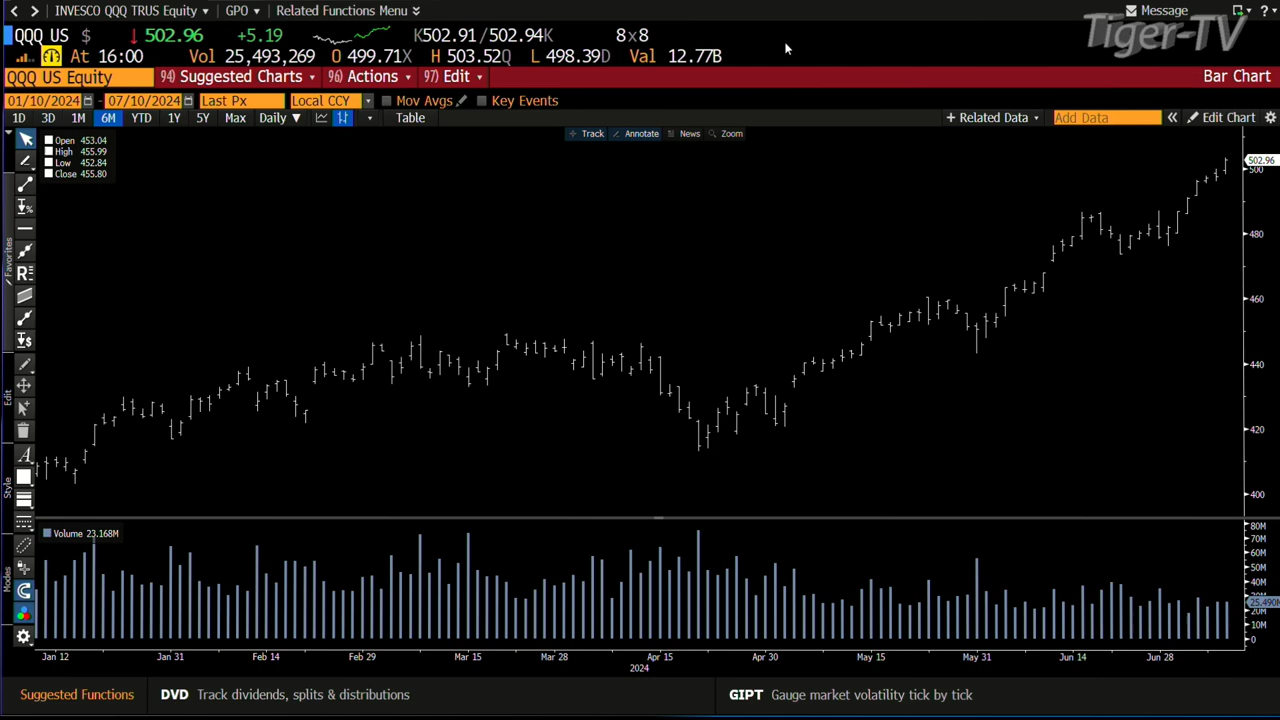 INVESCO QQQ TRUS Equity GPO Related Functions Menu Message ?
Tiger-TV
QQQ US $ ↓ 502.96 +5.19 K502.91/502.94K 8x8
At 16:00 Vol 25,493,269 O 499.71X H 503.52Q L 498.39D Val 12.77B
QQQ US Equity 94) Suggested Charts 96) Actions 97) Edit Bar Chart
01/10/2024 - 07/10/2024 Last Px Local CCY Mov Avgs Key Events
1D 3D 1M 6M YTD 1Y 5Y Max Daily ▼ Table + Related Data Add Data « Edit Chart
Track Annotate News Zoom
Open 453.04
High 455.99
Low 452.84
Close 455.80
502.96
500
480
460
440
420
400
Favorites
Edit
Style
Modes
Volume 23.168M
80M
70M
60M
50M
40M
30M
25.490M
20M
10M
0
Jan 12 Jan 31 Feb 14 Feb 29 Mar 15 Mar 28 Apr 15 Apr 30 May 15 May 31 Jun 14 Jun 28
2024
Suggested Functions DVD Track dividends, splits & distributions GIPT Gauge market volatility tick by tick